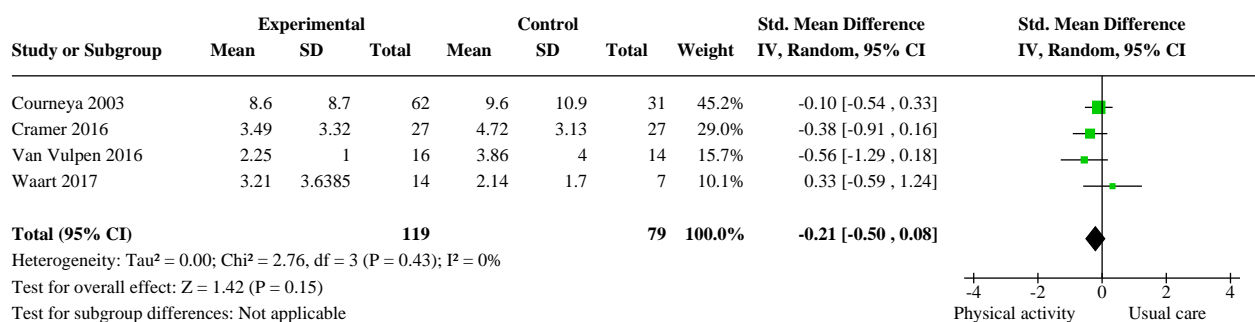 Experimental Control Std. Mean Difference Std. Mean Difference
Study or Subgroup Mean SD Total Mean SD Total Weight IV, Random, 95% CI IV, Random, 95% CI
Courneya 2003 8.6 8.7 62 9.6 10.9 31 45.2% -0.10 [-0.54 , 0.33]
Cramer 2016 3.49 3.32 27 4.72 3.13 27 29.0% -0.38 [-0.91 , 0.16]
Van Vulpen 2016 2.25 1 16 3.86 4 14 15.7% -0.56 [-1.29 , 0.18]
Waart 2017 3.21 3.6385 14 2.14 1.7 7 10.1% 0.33 [-0.59 , 1.24]
Total (95% CI) 119 79 100.0% -0.21 [-0.50 , 0.08]
Heterogeneity: Tau² = 0.00; Chi² = 2.76, df = 3 (P = 0.43); I² = 0%
Test for overall effect: Z = 1.42 (P = 0.15)
Test for subgroup differences: Not applicable
-4 -2 0 2 4
Physical activity Usual care